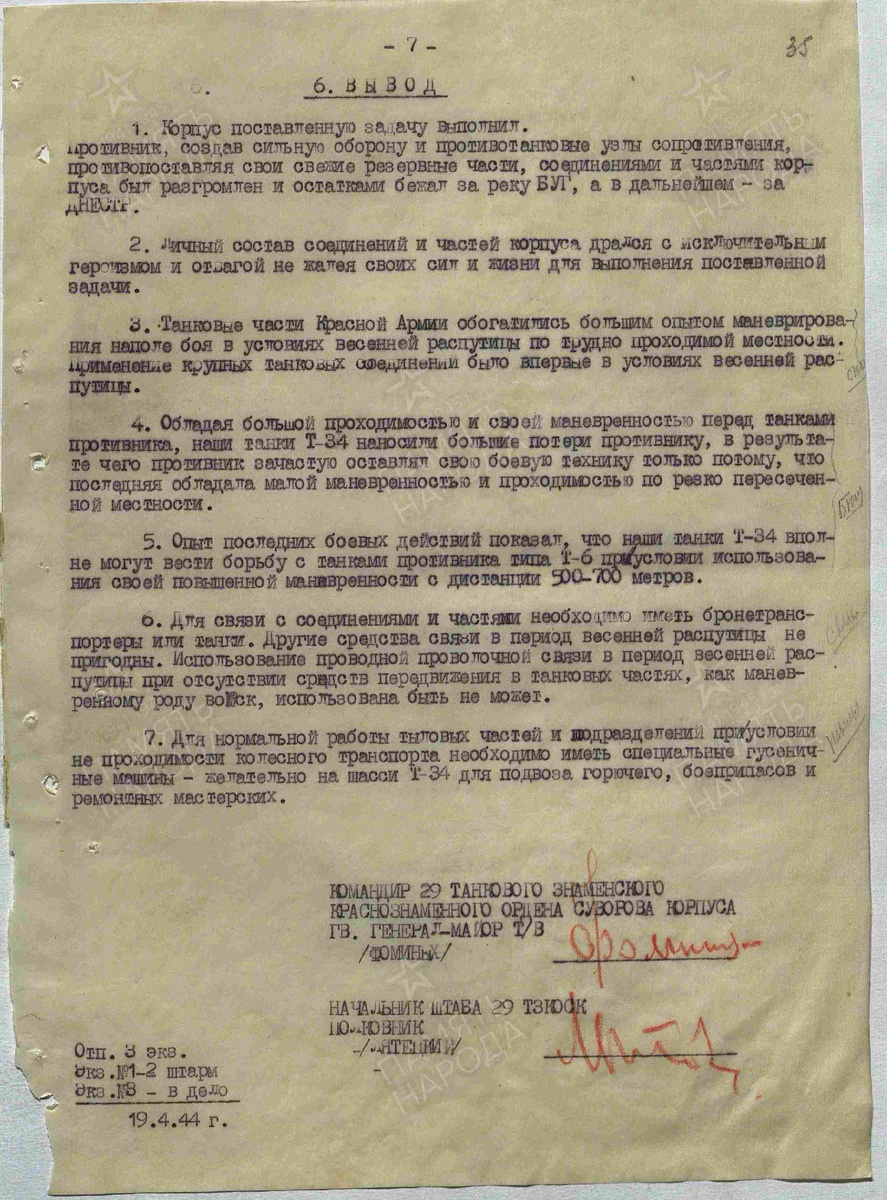 - 7 -
35
6. ВЫВОД
1. Корпус поставленную задачу выполнил.
Противник, создав сильную оборону и противотанковые узлы сопротивления,
противопоставляя свои свежие резервные части, соединениями и частями кор-
пуса был разгромлен и остатками бежал за реку БУГ, а в дальнейшем - за
ДНЕСТР.
2. Личный состав соединений и частей корпуса дрался с исключительным
героизмом и отвагой не жалея своих сил и жизни для выполнения поставленной
задачи.
3. Танковые части Красной Армии обогатились большим опытом маневрирова-
ния наполе боя в условиях весенней распутицы по трудно проходимой местности.
Применение крупных танковых соединений было впервые в условиях весенней рас-
путицы.
4. Обладая большой проходимостью и своей маневренностью перед танками
противника, наши танки Т-34 наносили большие потери противнику, в результа-
те чего противник зачастую оставлял свою боевую технику только потому, что
последняя обладала малой маневренностью и проходимостью по резко пересечен-
ной местности.
5. Опыт последних боевых действий показал, что наши танки Т-34 впол-
не могут вести борьбу с танками противника типа Т-6 при/условии использова-
ния своей повышенной маневренности с дистанции 500-700 метров.
6. Для связи с соединениями и частями необходимо иметь бронетранс-
портеры или танки. Другие средства связи в период весенней распутицы не
пригодны. Использование проводной проволочной связи в период весенней рас-
путицы при отсутствии средств передвижения в танковых частях, как манев-
ренному роду войск, использована быть не может.
7. Для нормальной работы тыловых частей и подразделений при/условии
не проходимости колесного транспорта необходимо иметь специальные гусенич-
ные машины - желательно на шасси Т-34 для подвоза горючего, боеприпасов и
ремонтных мастерских.
КОМАНДИР 29 ТАНКОВОГО ЗНАМЕНСКОГО
КРАСНОЗНАМЕННОГО ОРДЕНА СУВОРОВА КОРПУСА
ГВ. ГЕНЕРАЛ-МАЙОР Т/В
/ФОМИНЫХ/
НАЧАЛЬНИК ШТАБА 29 ТЗКОСК
ПОЛКОВНИК
/ЛЯТЕЦКИЙ/
Отп. 3 экз.
Экз.№1-2 штарм
Экз.№3 - в дело
19.4.44 г.
ПАМЯТЬ
НАРОДА